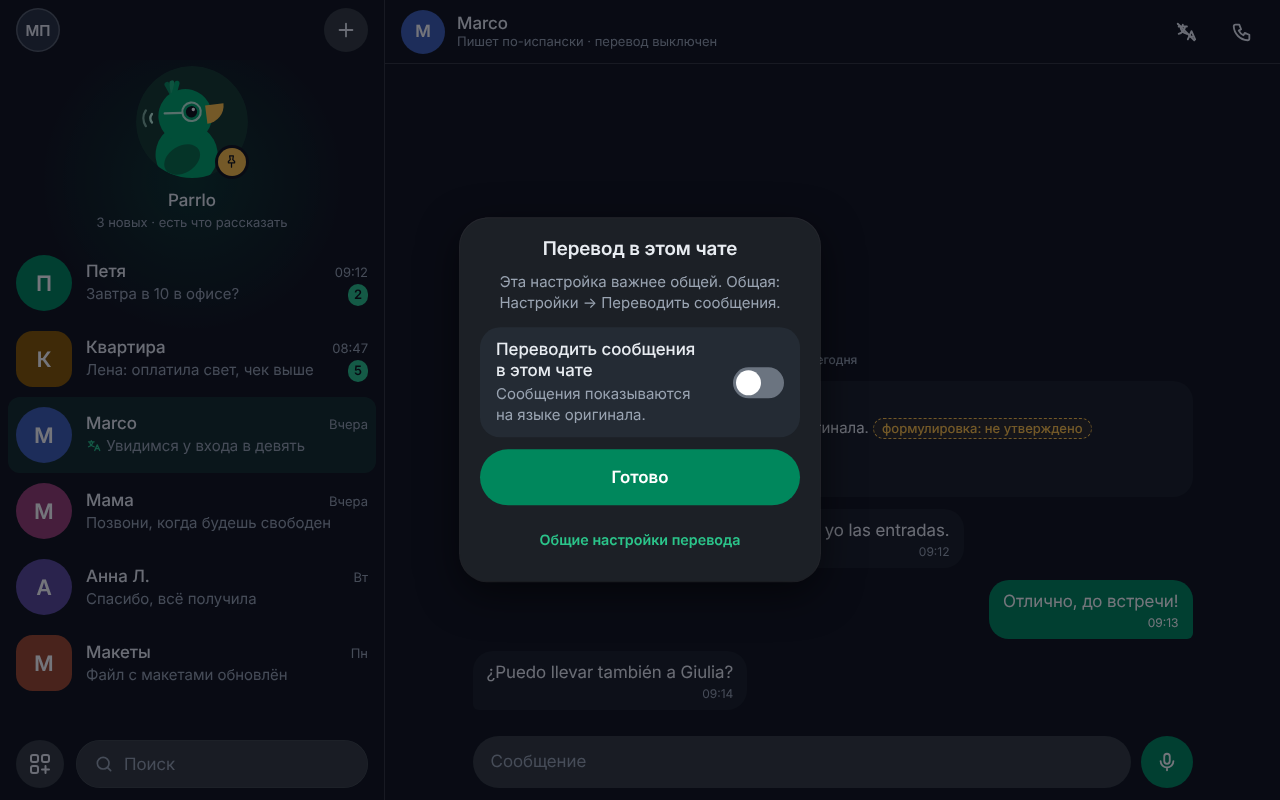 МП
Parrlo
3 новых · есть что рассказать
П
Петя
09:12
Завтра в 10 в офисе?
2
К
Квартира
08:47
Лена: оплатила свет, чек выше
5
М
Marco
Вчера
Увидимся у входа в девять
М
Мама
Вчера
Позвони, когда будешь свободен
А
Анна Л.
Вт
Спасибо, всё получила
М
Макеты
Пн
Файл с макетами обновлён
Поиск
M
Marco
Пишет по-испански · перевод выключен
Перевод в этом чате
Эта настройка важнее общей. Общая:
Настройки → Переводить сообщения.
Переводить сообщения
в этом чате
Сообщения показываются
на языке оригинала.
Готово
Общие настройки перевода
формулировка: не утверждено
yo las entradas.
09:12
Отлично, до встречи!
09:13
¿Puedo llevar también a Giulia?
09:14
Сообщение